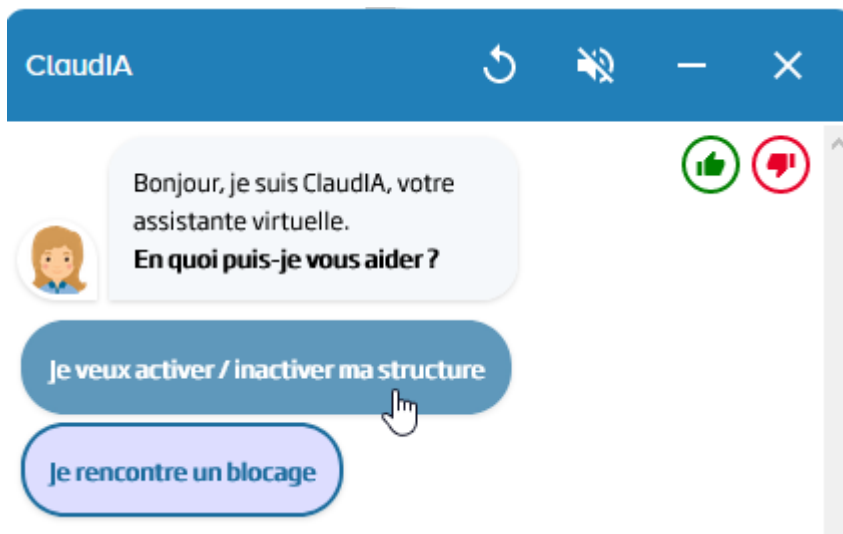 ClaudIA
Bonjour, je suis ClaudIA, votre
assistante virtuelle.
En quoi puis-je vous aider ?
Je veux activer / inactiver ma structure
Je rencontre un blocage